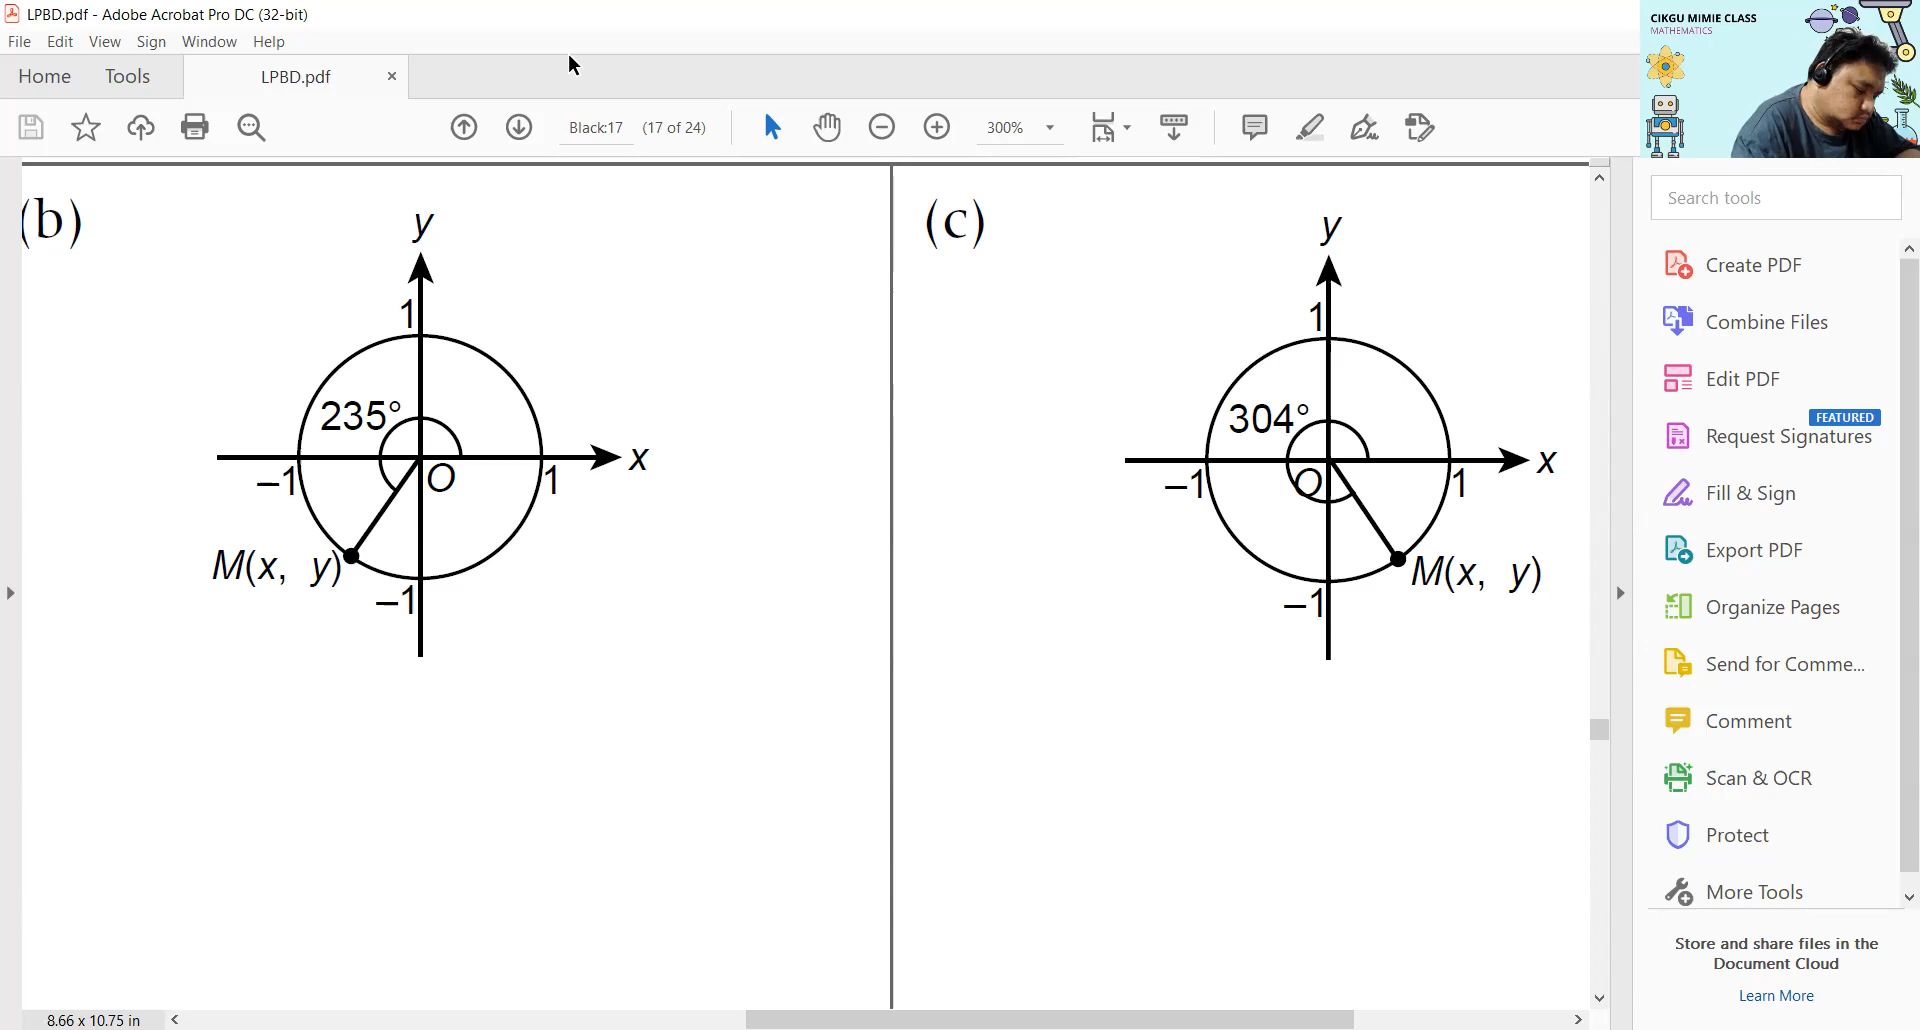 LPBD.pdf - Adobe Acrobat Pro DC (32-bit)
File Edit View Sign Window Help
Home Tools LPBD.pdf ×
Black:17 (17 of 24) 300%
CIKGU MIMIE CLASS
MATHEMATICS
(b)
y
1
235°
x
–1
O
1
M(x, y)
–1
(c)
y
1
304°
x
–1
O
1
M(x, y)
–1
8.66 x 10.75 in
Search tools
Create PDF
Combine Files
Edit PDF
FEATURED
Request Signatures
Fill & Sign
Export PDF
Organize Pages
Send for Comme...
Comment
Scan & OCR
Protect
More Tools
Store and share files in the
Document Cloud
Learn More